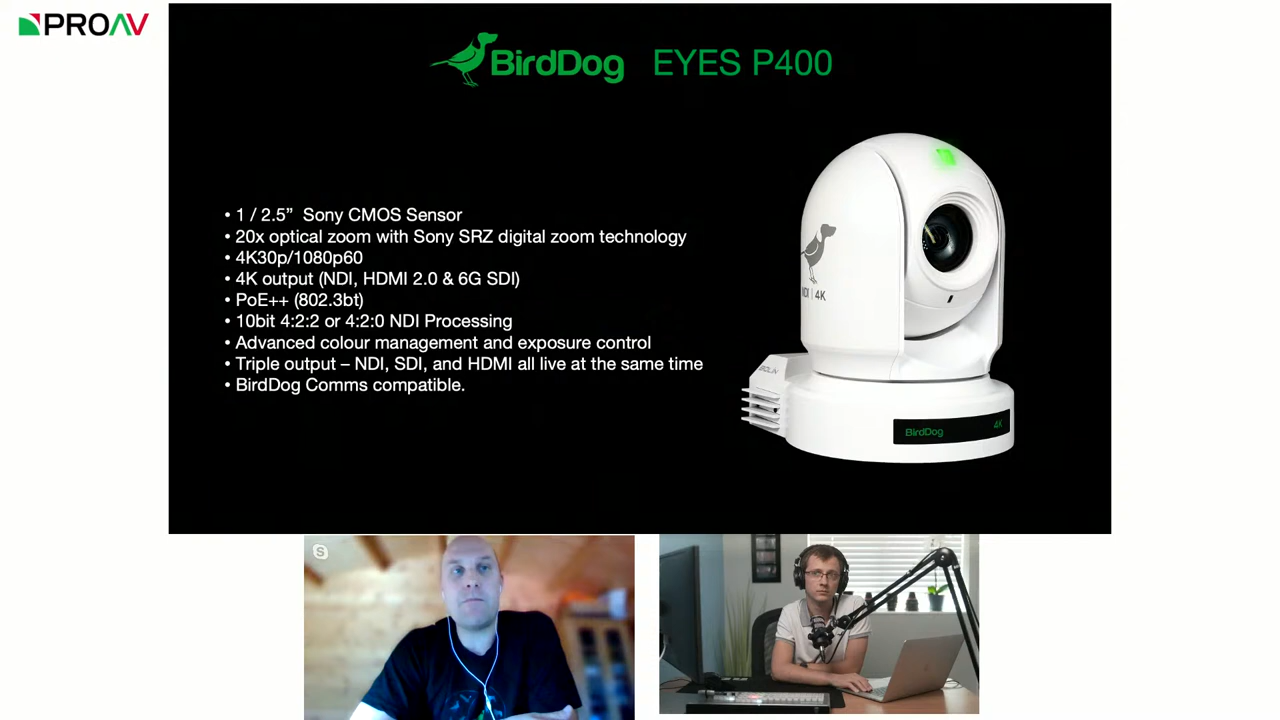 PROAV
BirdDog EYES P400
• 1 / 2.5” Sony CMOS Sensor
• 20x optical zoom with Sony SRZ digital zoom technology
• 4K30p/1080p60
• 4K output (NDI, HDMI 2.0 & 6G SDI)
• PoE++ (802.3bt)
• 10bit 4:2:2 or 4:2:0 NDI Processing
• Advanced colour management and exposure control
• Triple output – NDI, SDI, and HDMI all live at the same time
• BirdDog Comms compatible.
NDI | 4K
BOLIN
BirdDog 4K
S